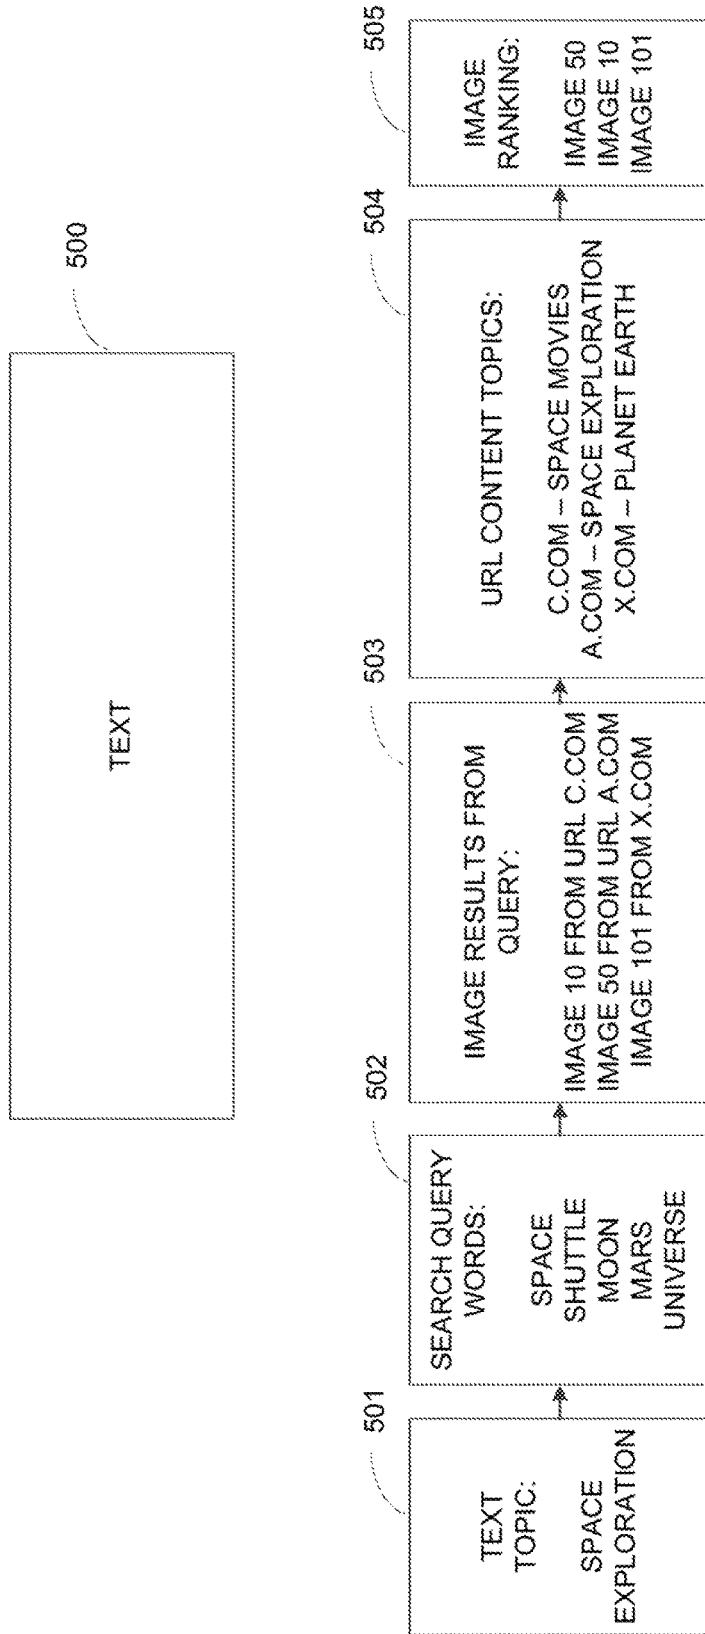 500
TEXT
501
TEXT
TOPIC:
SPACE
EXPLORATION
502
SEARCH QUERY
WORDS:
SPACE
SHUTTLE
MOON
MARS
UNIVERSE
503
IMAGE RESULTS FROM
QUERY:
IMAGE 10 FROM URL C.COM
IMAGE 50 FROM URL A.COM
IMAGE 101 FROM X.COM
504
URL CONTENT TOPICS:
C.COM – SPACE MOVIES
A.COM – SPACE EXPLORATION
X.COM – PLANET EARTH
505
IMAGE
RANKING:
IMAGE 50
IMAGE 10
IMAGE 101